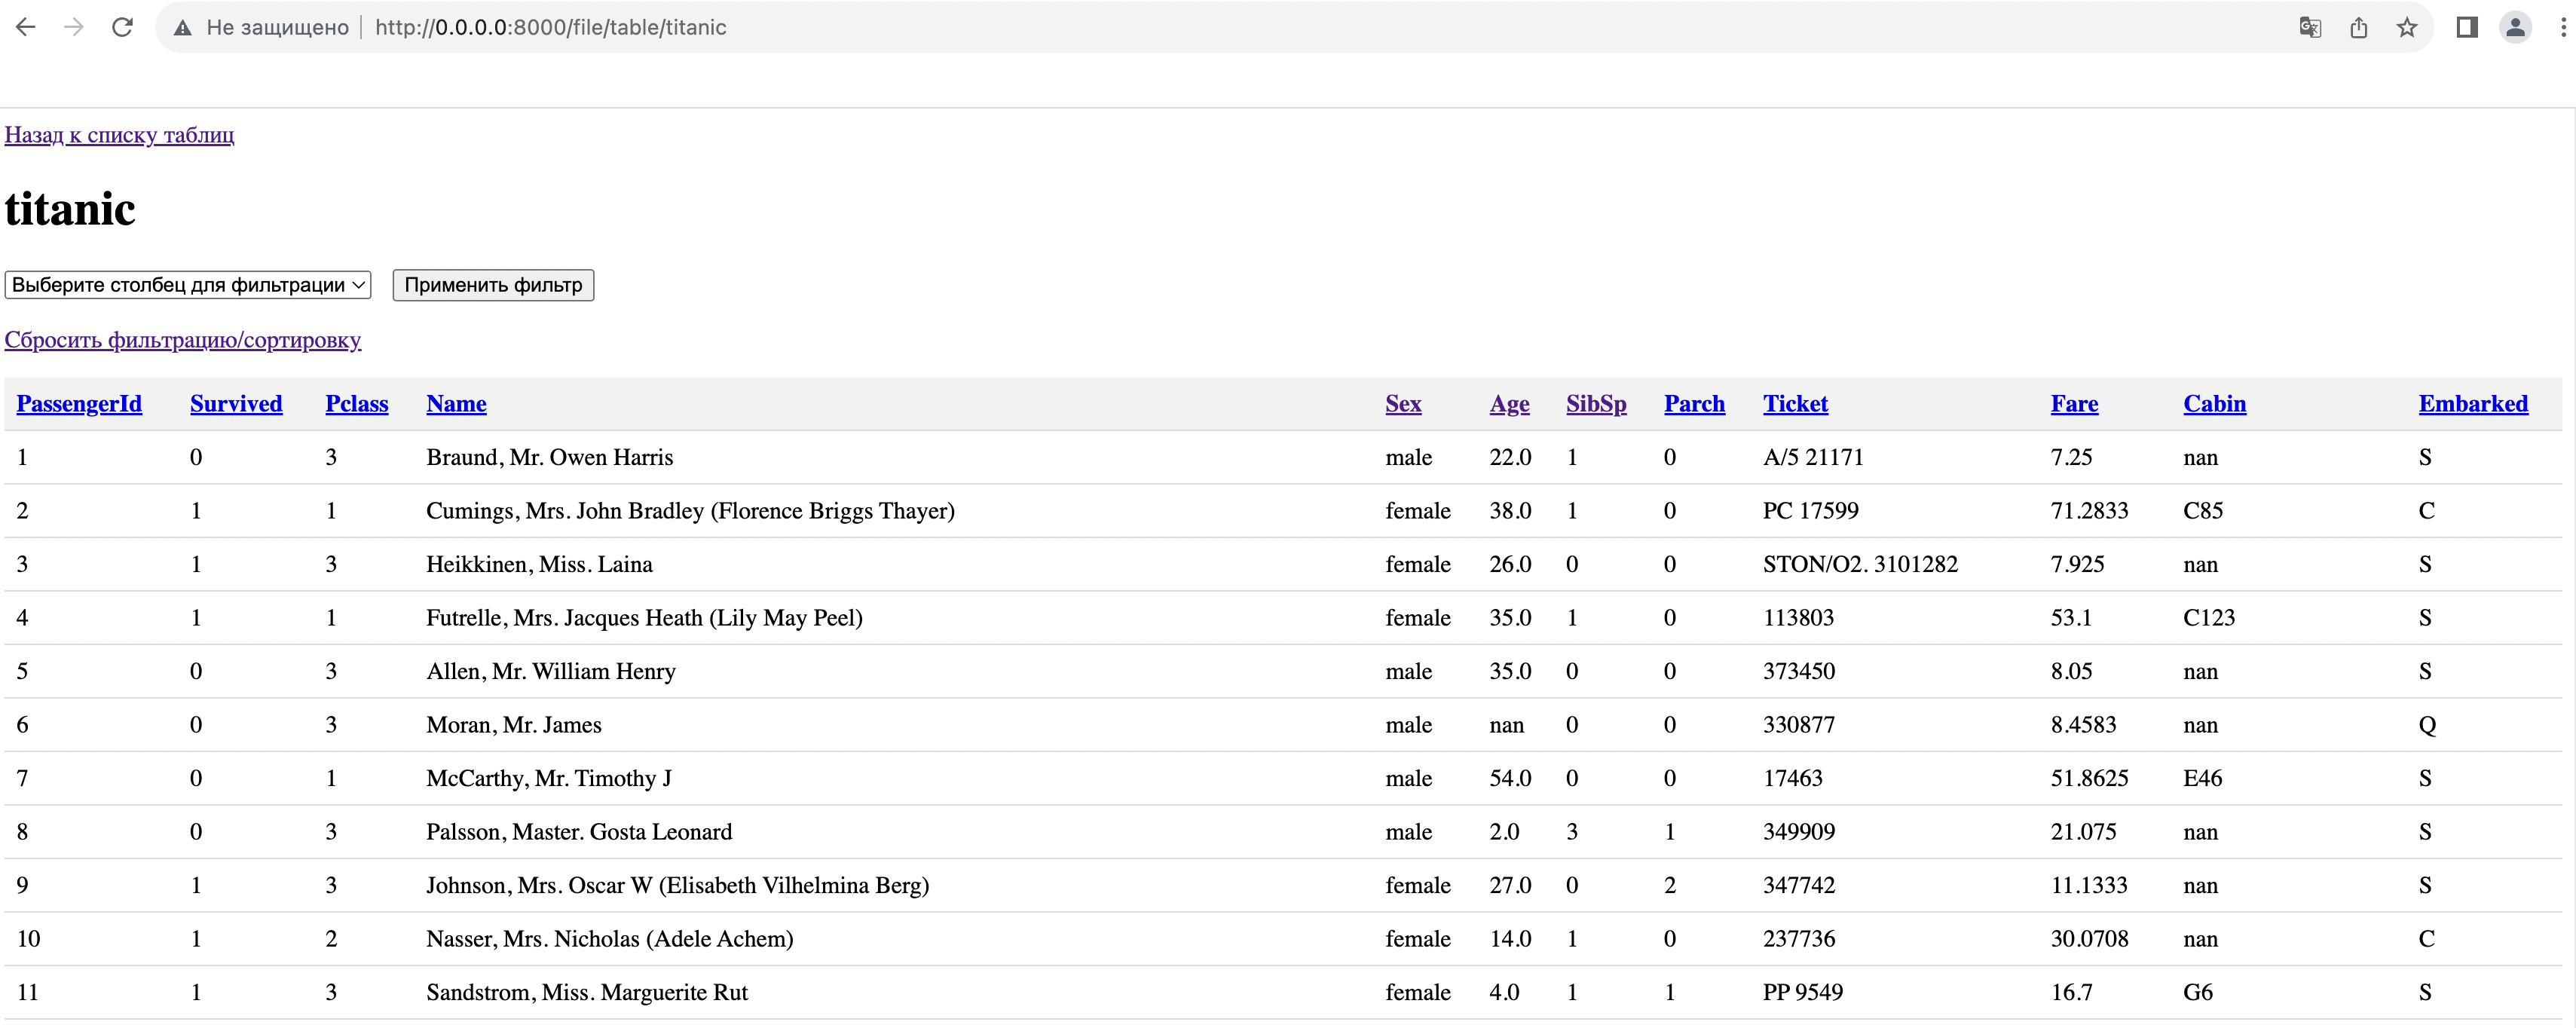 Не защищено http://0.0.0.0:8000/file/table/titanic
Назад к списку таблиц
titanic
Выберите столбец для фильтрации Применить фильтр
Сбросить фильтрацию/сортировку
PassengerId Survived Pclass Name Sex Age SibSp Parch Ticket Fare Cabin Embarked
1 0 3 Braund, Mr. Owen Harris male 22.0 1 0 A/5 21171 7.25 nan S
2 1 1 Cumings, Mrs. John Bradley (Florence Briggs Thayer) female 38.0 1 0 PC 17599 71.2833 C85 C
3 1 3 Heikkinen, Miss. Laina female 26.0 0 0 STON/O2. 3101282 7.925 nan S
4 1 1 Futrelle, Mrs. Jacques Heath (Lily May Peel) female 35.0 1 0 113803 53.1 C123 S
5 0 3 Allen, Mr. William Henry male 35.0 0 0 373450 8.05 nan S
6 0 3 Moran, Mr. James male nan 0 0 330877 8.4583 nan Q
7 0 1 McCarthy, Mr. Timothy J male 54.0 0 0 17463 51.8625 E46 S
8 0 3 Palsson, Master. Gosta Leonard male 2.0 3 1 349909 21.075 nan S
9 1 3 Johnson, Mrs. Oscar W (Elisabeth Vilhelmina Berg) female 27.0 0 2 347742 11.1333 nan S
10 1 2 Nasser, Mrs. Nicholas (Adele Achem) female 14.0 1 0 237736 30.0708 nan C
11 1 3 Sandstrom, Miss. Marguerite Rut female 4.0 1 1 PP 9549 16.7 G6 S